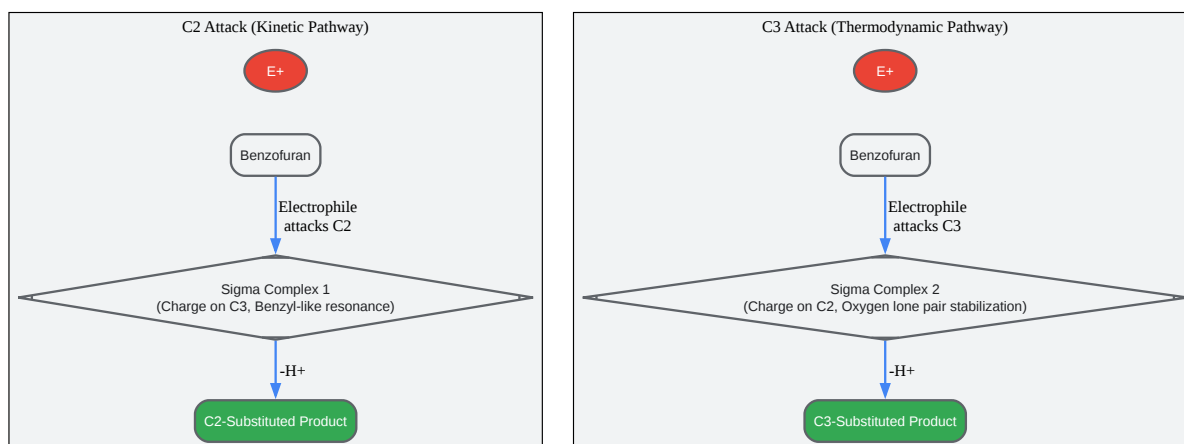 C2 Attack (Kinetic Pathway)
E+
Benzofuran
Electrophile
attacks C2
Sigma Complex 1
(Charge on C3, Benzyl-like resonance)
-H+
C2-Substituted Product
C3 Attack (Thermodynamic Pathway)
E+
Benzofuran
Electrophile
attacks C3
Sigma Complex 2
(Charge on C2, Oxygen lone pair stabilization)
-H+
C3-Substituted Product